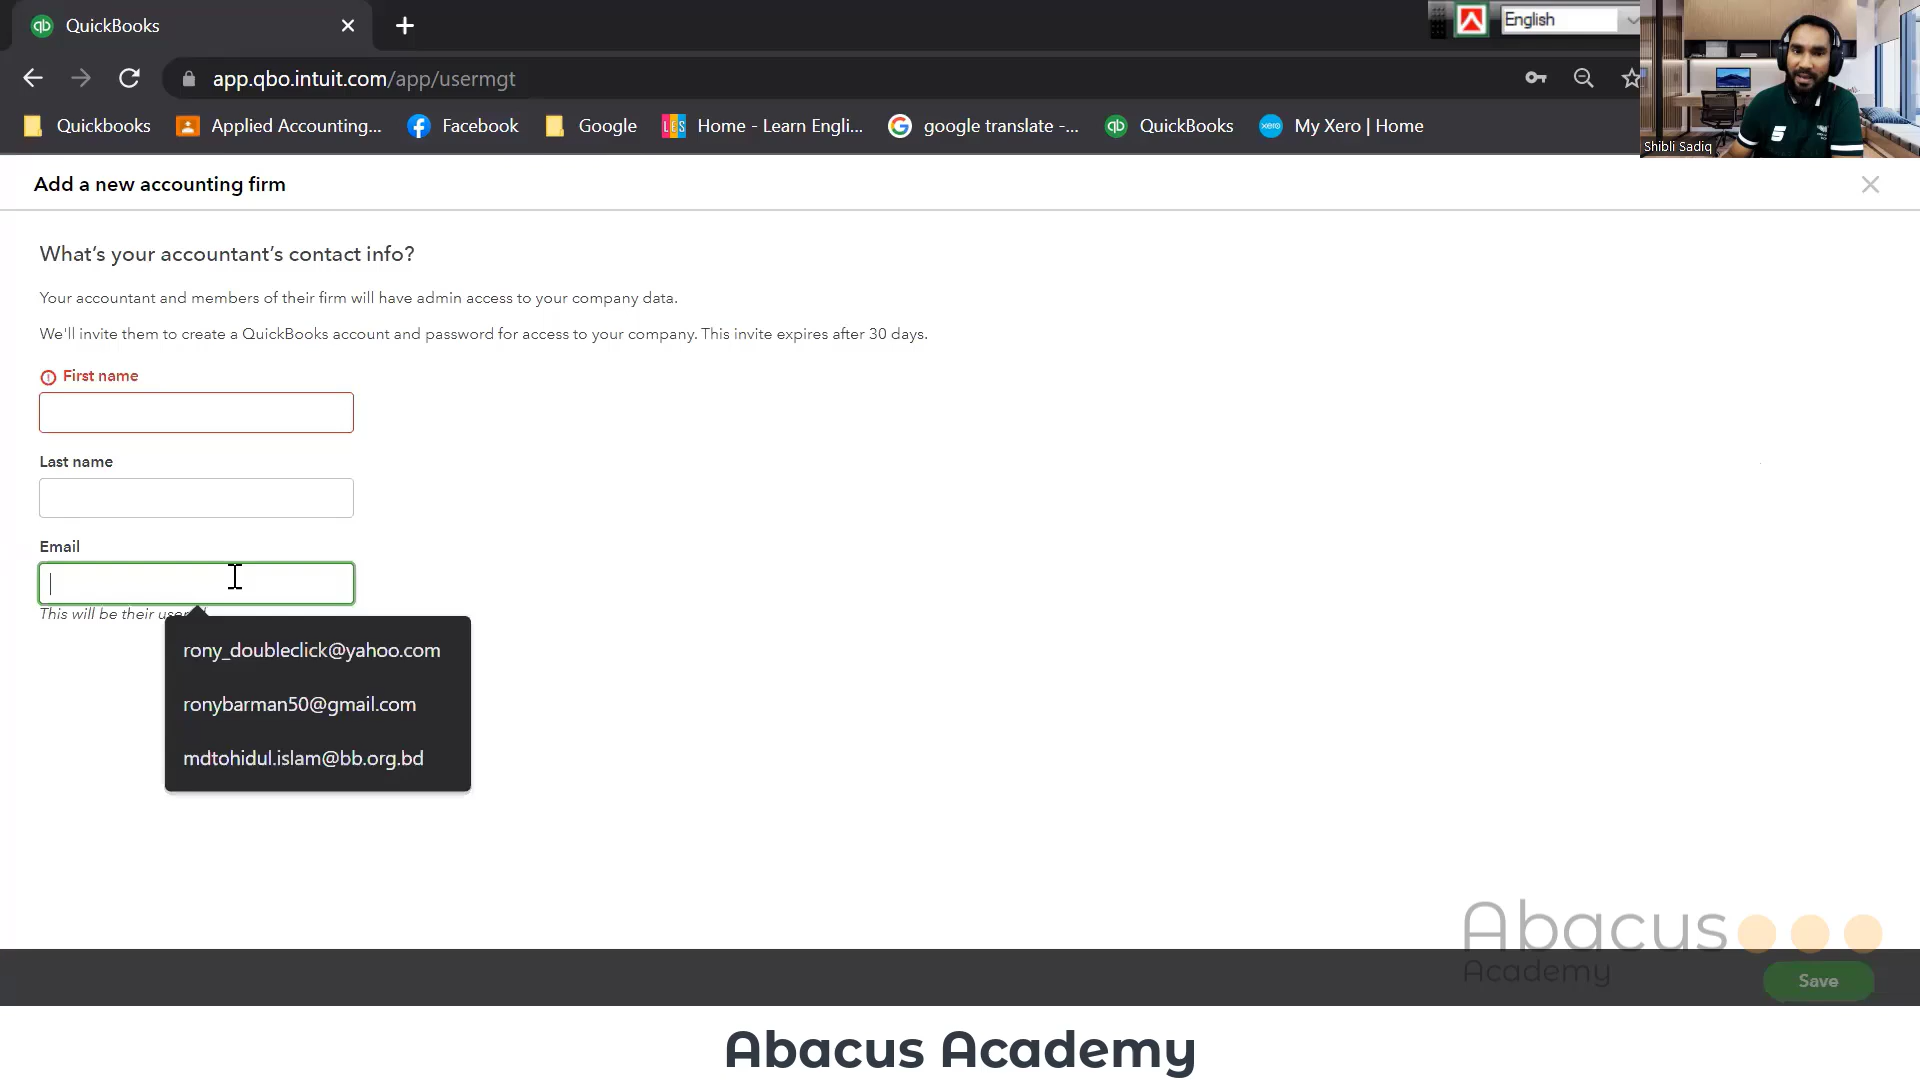 QuickBooks
English
app.qbo.intuit.com/app/usermgt
Quickbooks
Applied Accounting...
Facebook
Google
LES
Home - Learn Engli...
google translate -...
QuickBooks
xero
My Xero | Home
Shibli Sadiq
Add a new accounting firm
What's your accountant's contact info?
Your accountant and members of their firm will have admin access to your company data.
We'll invite them to create a QuickBooks account and password for access to your company. This invite expires after 30 days.
First name
Last name
Email
This will be their user
rony_doubleclick@yahoo.com
ronybarman50@gmail.com
mdtohidul.islam@bb.org.bd
Abacus
Academy
Save
Abacus Academy